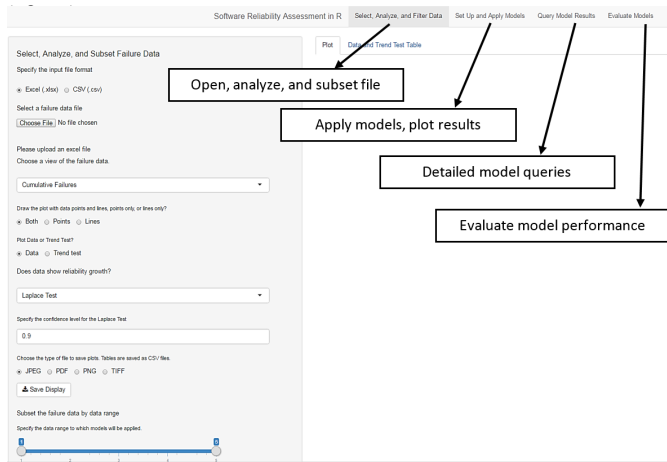 Software Reliability Assessment in R Select, Analyze, and Filter Data Set Up and Apply Models Query Model Results Evaluate Models
Select, Analyze, and Subset Failure Data
Specify the input file format
Excel (.xlsx) CSV (.csv)
Select a failure data file
Choose File No file chosen
Please upload an excel file
Choose a view of the failure data.
Cumulative Failures
Draw the plot with data points and lines, points only, or lines only?
Both Points Lines
Plot Data or Trend Test?
Data Trend test
Does data show reliability growth?
Laplace Test
Specify the confidence level for the Laplace Test
0.9
Choose the type of file to save plots. Tables are saved as CSV files.
JPEG PDF PNG TIFF
Save Display
Subset the failure data by data range
Specify the data range to which models will be applied.
1 5
1 2 3 4 5
Plot Data and Trend Test Table
Open, analyze, and subset file
Apply models, plot results
Detailed model queries
Evaluate model performance